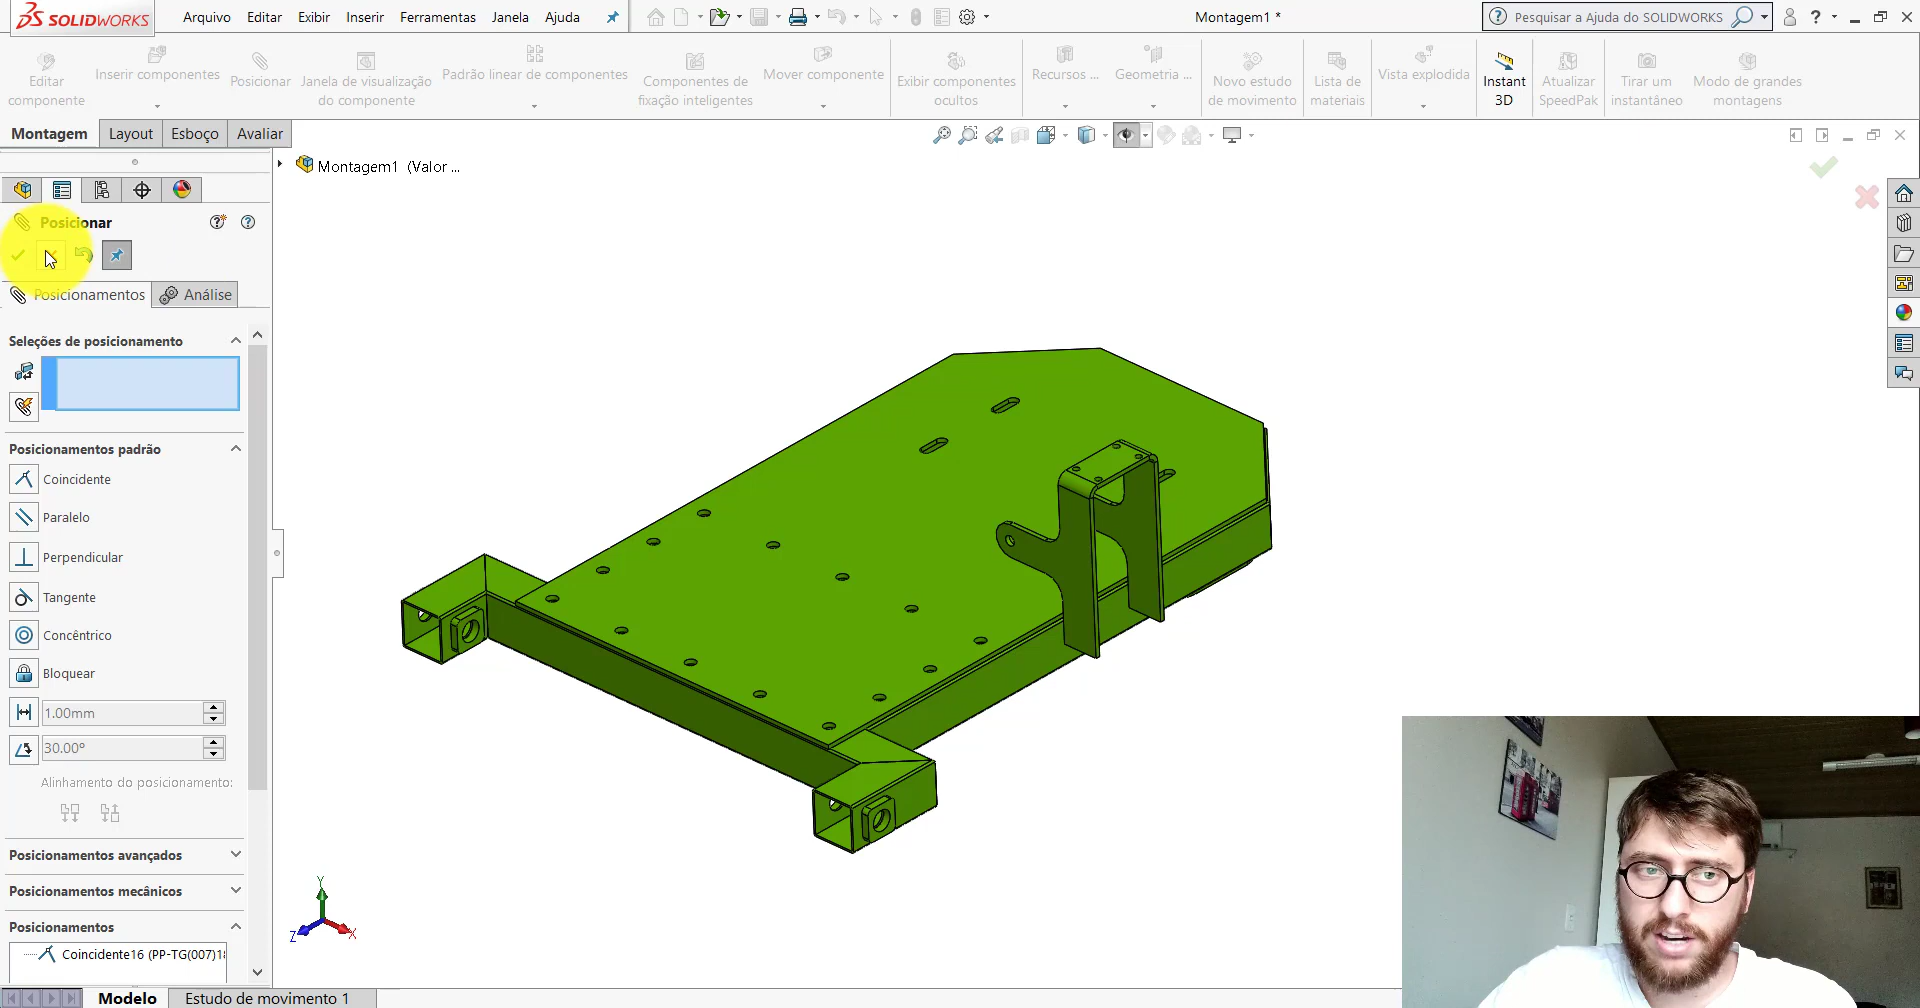 SOLIDWORKS
Arquivo Editar Exibir Inserir Ferramentas Janela Ajuda
Montagem1 *
Pesquisar a Ajuda do SOLIDWORKS
Editar componente
Inserir componentes
Posicionar
Janela de visualização do componente
Padrão linear de componentes
Componentes de fixação inteligentes
Mover componente
Exibir componentes ocultos
Recursos ...
Geometria ...
Novo estudo de movimento
Lista de materiais
Vista explodida
Instant 3D
Atualizar SpeedPak
Tirar um instantâneo
Modo de grandes montagens
Montagem Layout Esboço Avaliar
Montagem1 (Valor ...
Posicionar
Posicionamentos Análise
Seleções de posicionamento
Posicionamentos padrão
Coincidente
Paralelo
Perpendicular
Tangente
Concêntrico
Bloquear
1.00mm
30.00°
Alinhamento do posicionamento:
Posicionamentos avançados
Posicionamentos mecânicos
Posicionamentos
Coincidente16 (PP-TG(007)1
Y
Z
X
Modelo Estudo de movimento 1